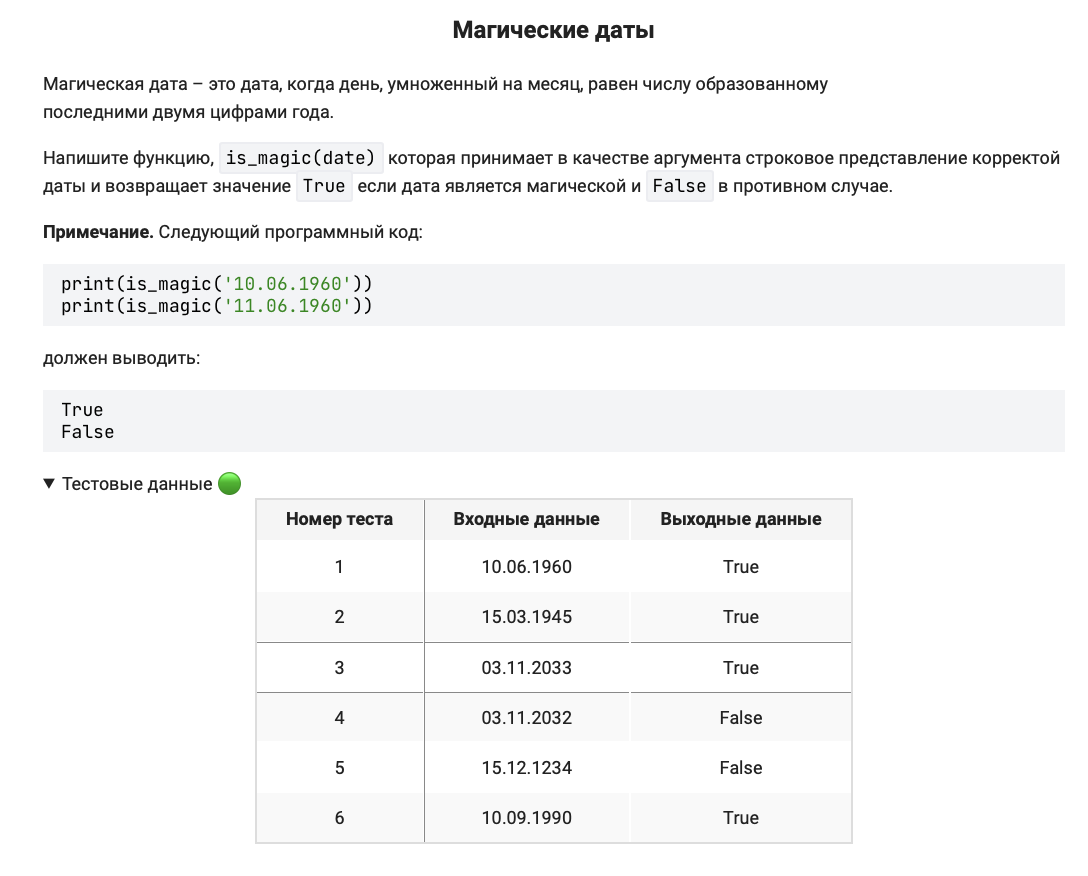 Магические даты
Магическая дата – это дата, когда день, умноженный на месяц, равен числу образованному
последними двумя цифрами года.
Напишите функцию, is_magic(date) которая принимает в качестве аргумента строковое представление корректой
даты и возвращает значение True если дата является магической и False в противном случае.
Примечание. Следующий программный код:
print(is_magic('10.06.1960'))
print(is_magic('11.06.1960'))
должен выводить:
True
False
▼ Тестовые данные
Номер теста Входные данные Выходные данные
1 10.06.1960 True
2 15.03.1945 True
3 03.11.2033 True
4 03.11.2032 False
5 15.12.1234 False
6 10.09.1990 True